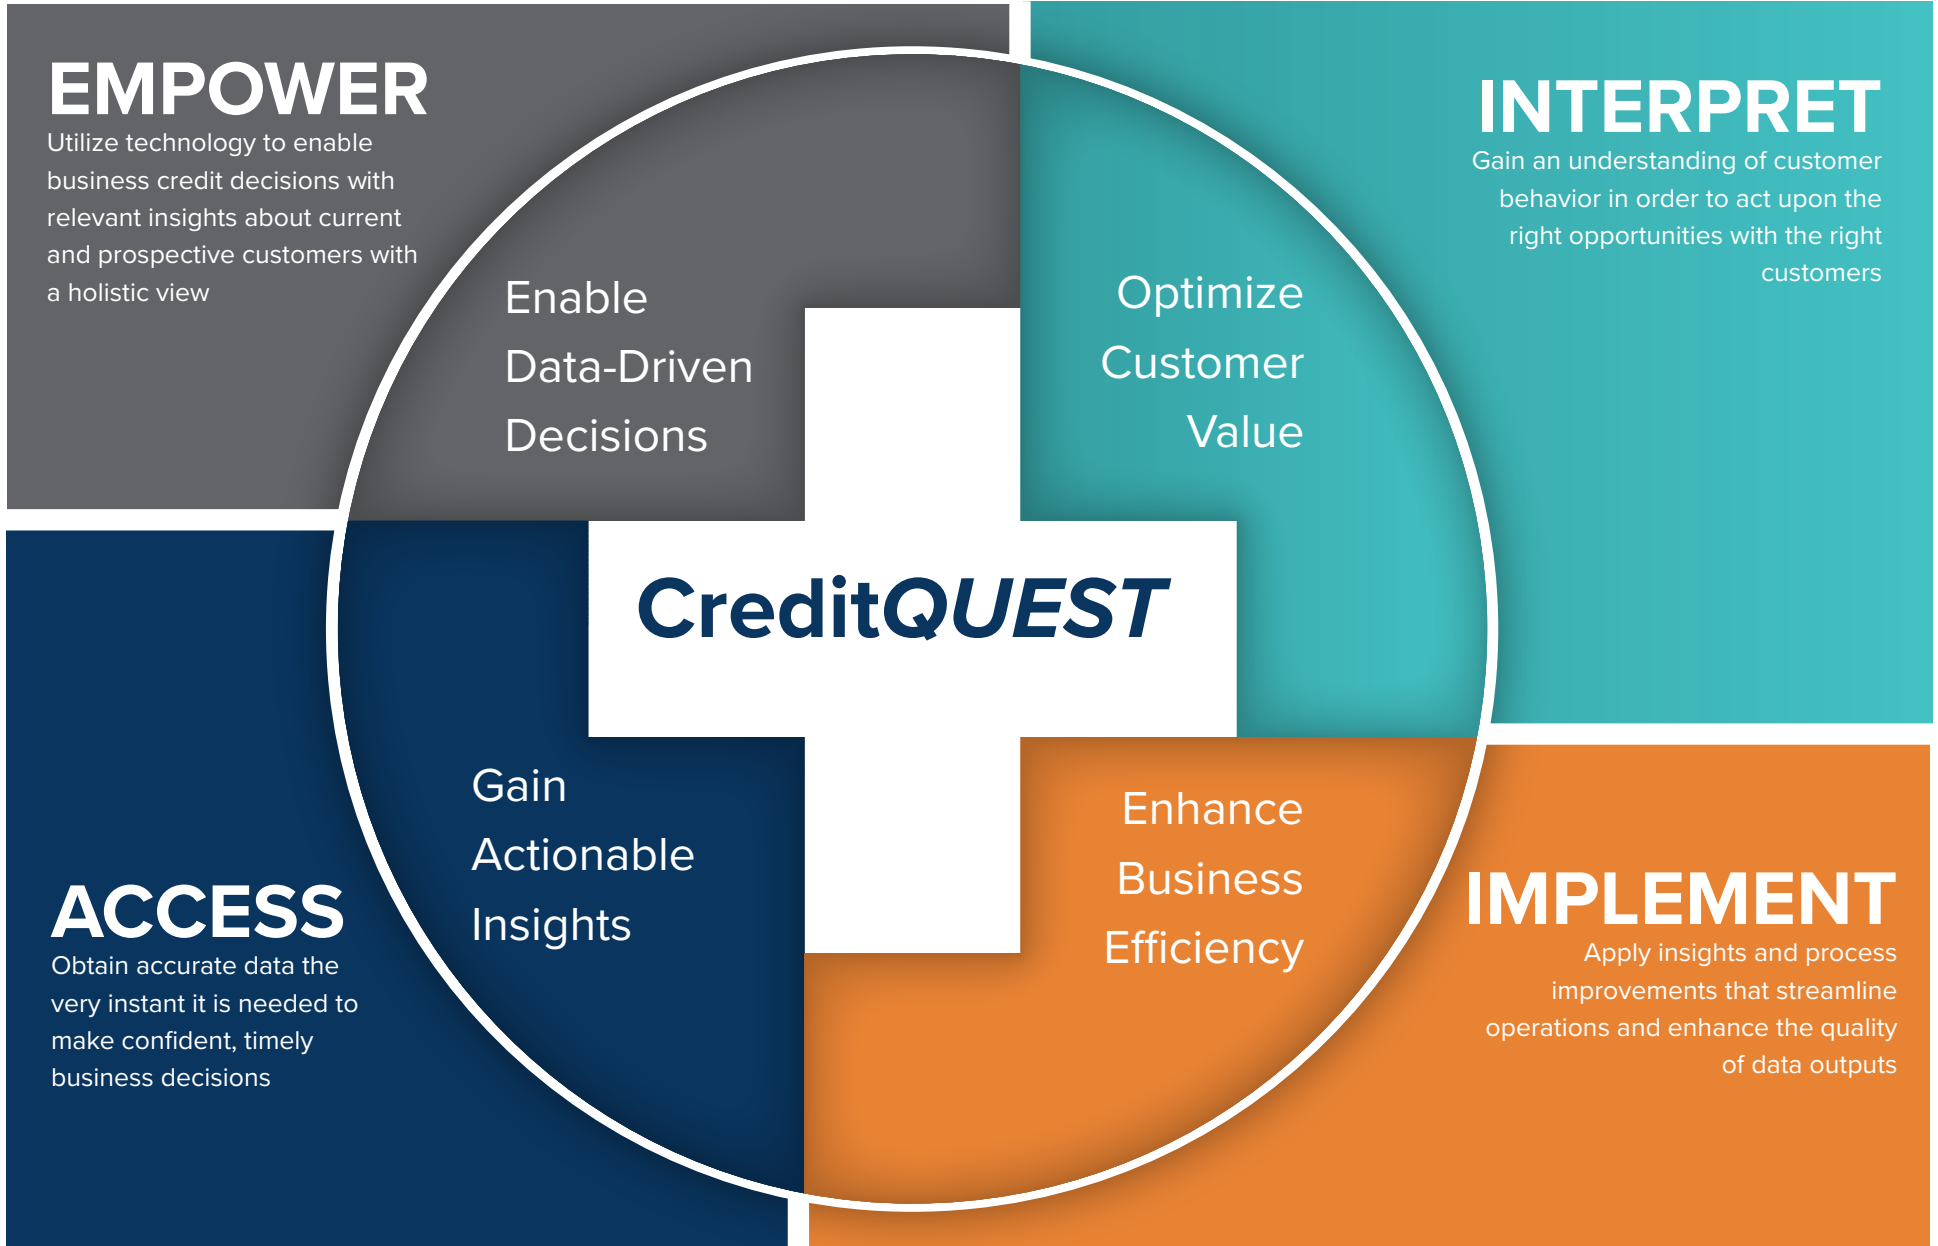 EMPOWER
Utilize technology to enable
business credit decisions with
relevant insights about current
and prospective customers with
a holistic view
Enable
Data-Driven
Decisions
INTERPRET
Gain an understanding of customer
behavior in order to act upon the
right opportunities with the right
customers
Optimize
Customer
Value
CreditQUEST
ACCESS
Obtain accurate data the
very instant it is needed to
make confident, timely
business decisions
Gain
Actionable
Insights
Enhance
Business
Efficiency
IMPLEMENT
Apply insights and process
improvements that streamline
operations and enhance the quality
of data outputs